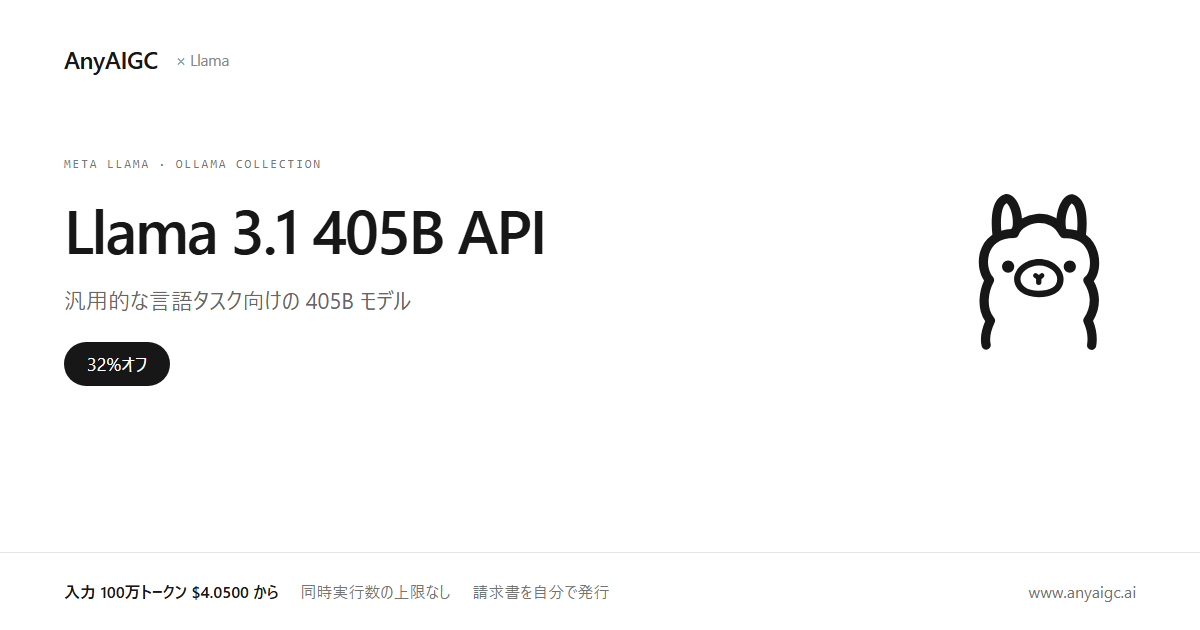 AnyAIGC × Llama
META LLAMA · OLLAMA COLLECTION
Llama 3.1 405B API
汎用的な言語タスク向けの 405B モデル
32%オフ
入力 100万トークン $4.0500 から 同時実行数の上限なし 請求書を自分で発行 www.anyaigc.ai